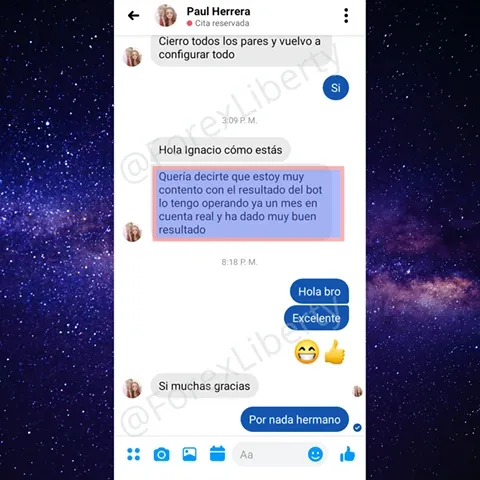 Paul Herrera
Cita reservada
Cierro todos los pares y vuelvo a
configurar todo
Si
3:09 P. M.
Hola Ignacio cómo estás
Quería decirte que estoy muy
contento con el resultado del bot
lo tengo operando ya un mes en
cuenta real y ha dado muy buen
resultado
8:18 P. M.
Hola bro
Excelente
Si muchas gracias
Por nada hermano
Aa
@ForexLiberty
@ForexLiberty